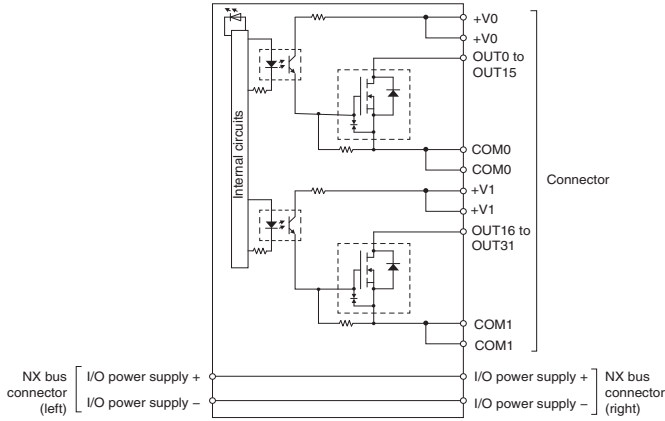 +V0
+V0
OUT0 to
OUT15
Internal circuits
COM0
COM0
Connector
+V1
+V1
OUT16 to
OUT31
COM1
COM1
NX bus
connector
(left)
I/O power supply +
I/O power supply –
I/O power supply +
I/O power supply –
NX bus
connector
(right)